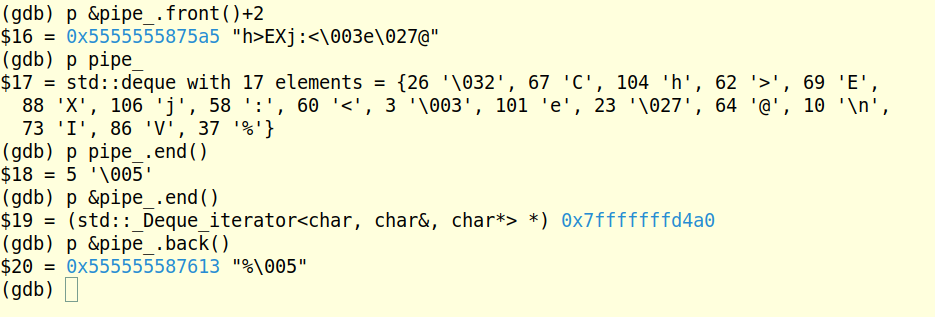 (gdb) p &pipe_.front()+2
$16 = 0x5555555875a5 "h>EXj:<\003e\027@"
(gdb) p pipe_
$17 = std::deque with 17 elements = {26 '\032', 67 'C', 104 'h', 62 '>', 69 'E',
  88 'X', 106 'j', 58 ':', 60 '<', 3 '\003', 101 'e', 23 '\027', 64 '@', 10 '\n',
  73 'I', 86 'V', 37 '%'}
(gdb) p pipe_.end()
$18 = 5 '\005'
(gdb) p &pipe_.end()
$19 = (std::_Deque_iterator<char, char&, char*> *) 0x7fffffffd4a0
(gdb) p &pipe_.back()
$20 = 0x555555587613 "%\005"
(gdb)